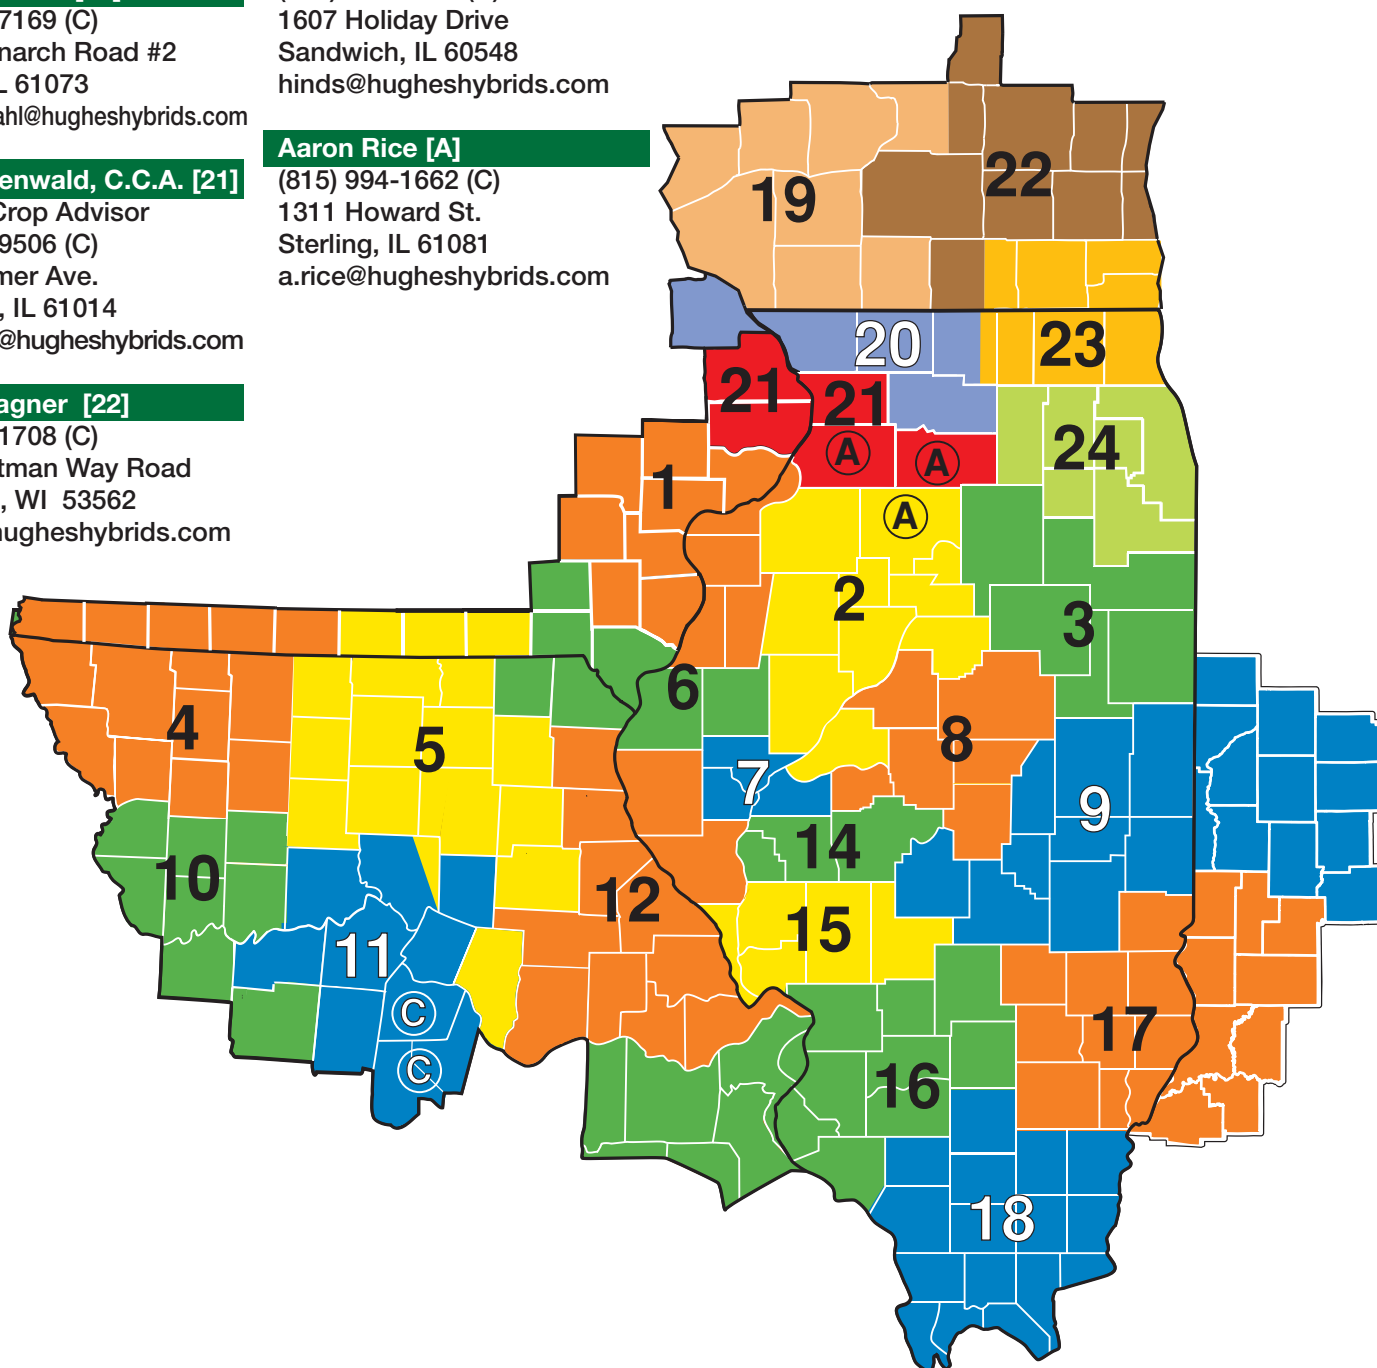 7169 (C)
narch Road #2
L 61073
ahl@hugheshybrids.com
enwald, C.C.A. [21]
Crop Advisor
9506 (C)
mer Ave.
, IL 61014
@hugheshybrids.com
agner [22]
1708 (C)
tman Way Road
, WI 53562
hugheshybrids.com
1607 Holiday Drive
Sandwich, IL 60548
hinds@hugheshybrids.com
Aaron Rice [A]
(815) 994-1662 (C)
1311 Howard St.
Sterling, IL 61081
a.rice@hugheshybrids.com
19
22
20
23
21
21
A
A
24
1
A
2
3
6
4
5
8
7
9
14
10
12
15
11
C
17
C
16
18